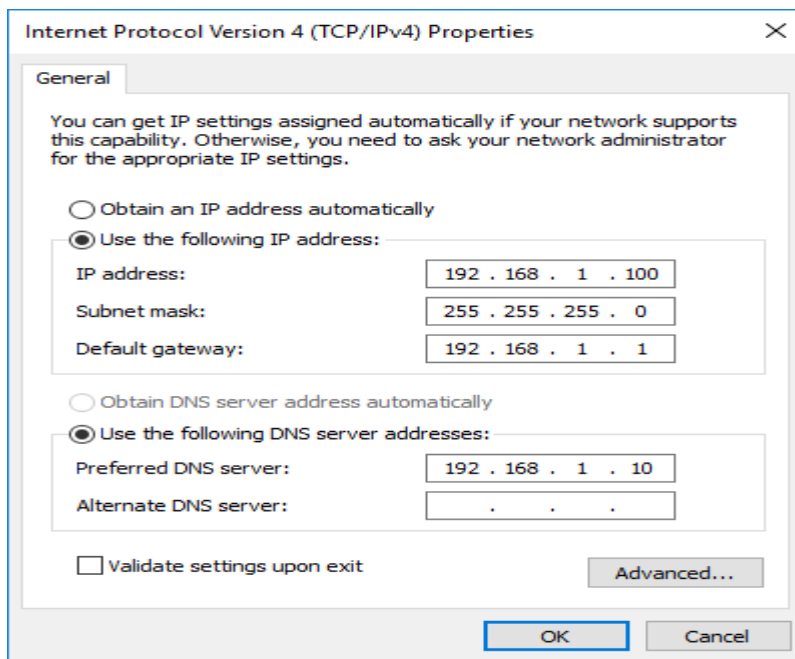 Internet Protocol Version 4 (TCP/IPv4) Properties
General
You can get IP settings assigned automatically if your network supports
this capability. Otherwise, you need to ask your network administrator
for the appropriate IP settings.
Obtain an IP address automatically
Use the following IP address:
IP address: 192 . 168 . 1 . 100
Subnet mask: 255 . 255 . 255 . 0
Default gateway: 192 . 168 . 1 . 1
Obtain DNS server address automatically
Use the following DNS server addresses:
Preferred DNS server: 192 . 168 . 1 . 10
Alternate DNS server: . . .
Validate settings upon exit
Advanced...
OK Cancel